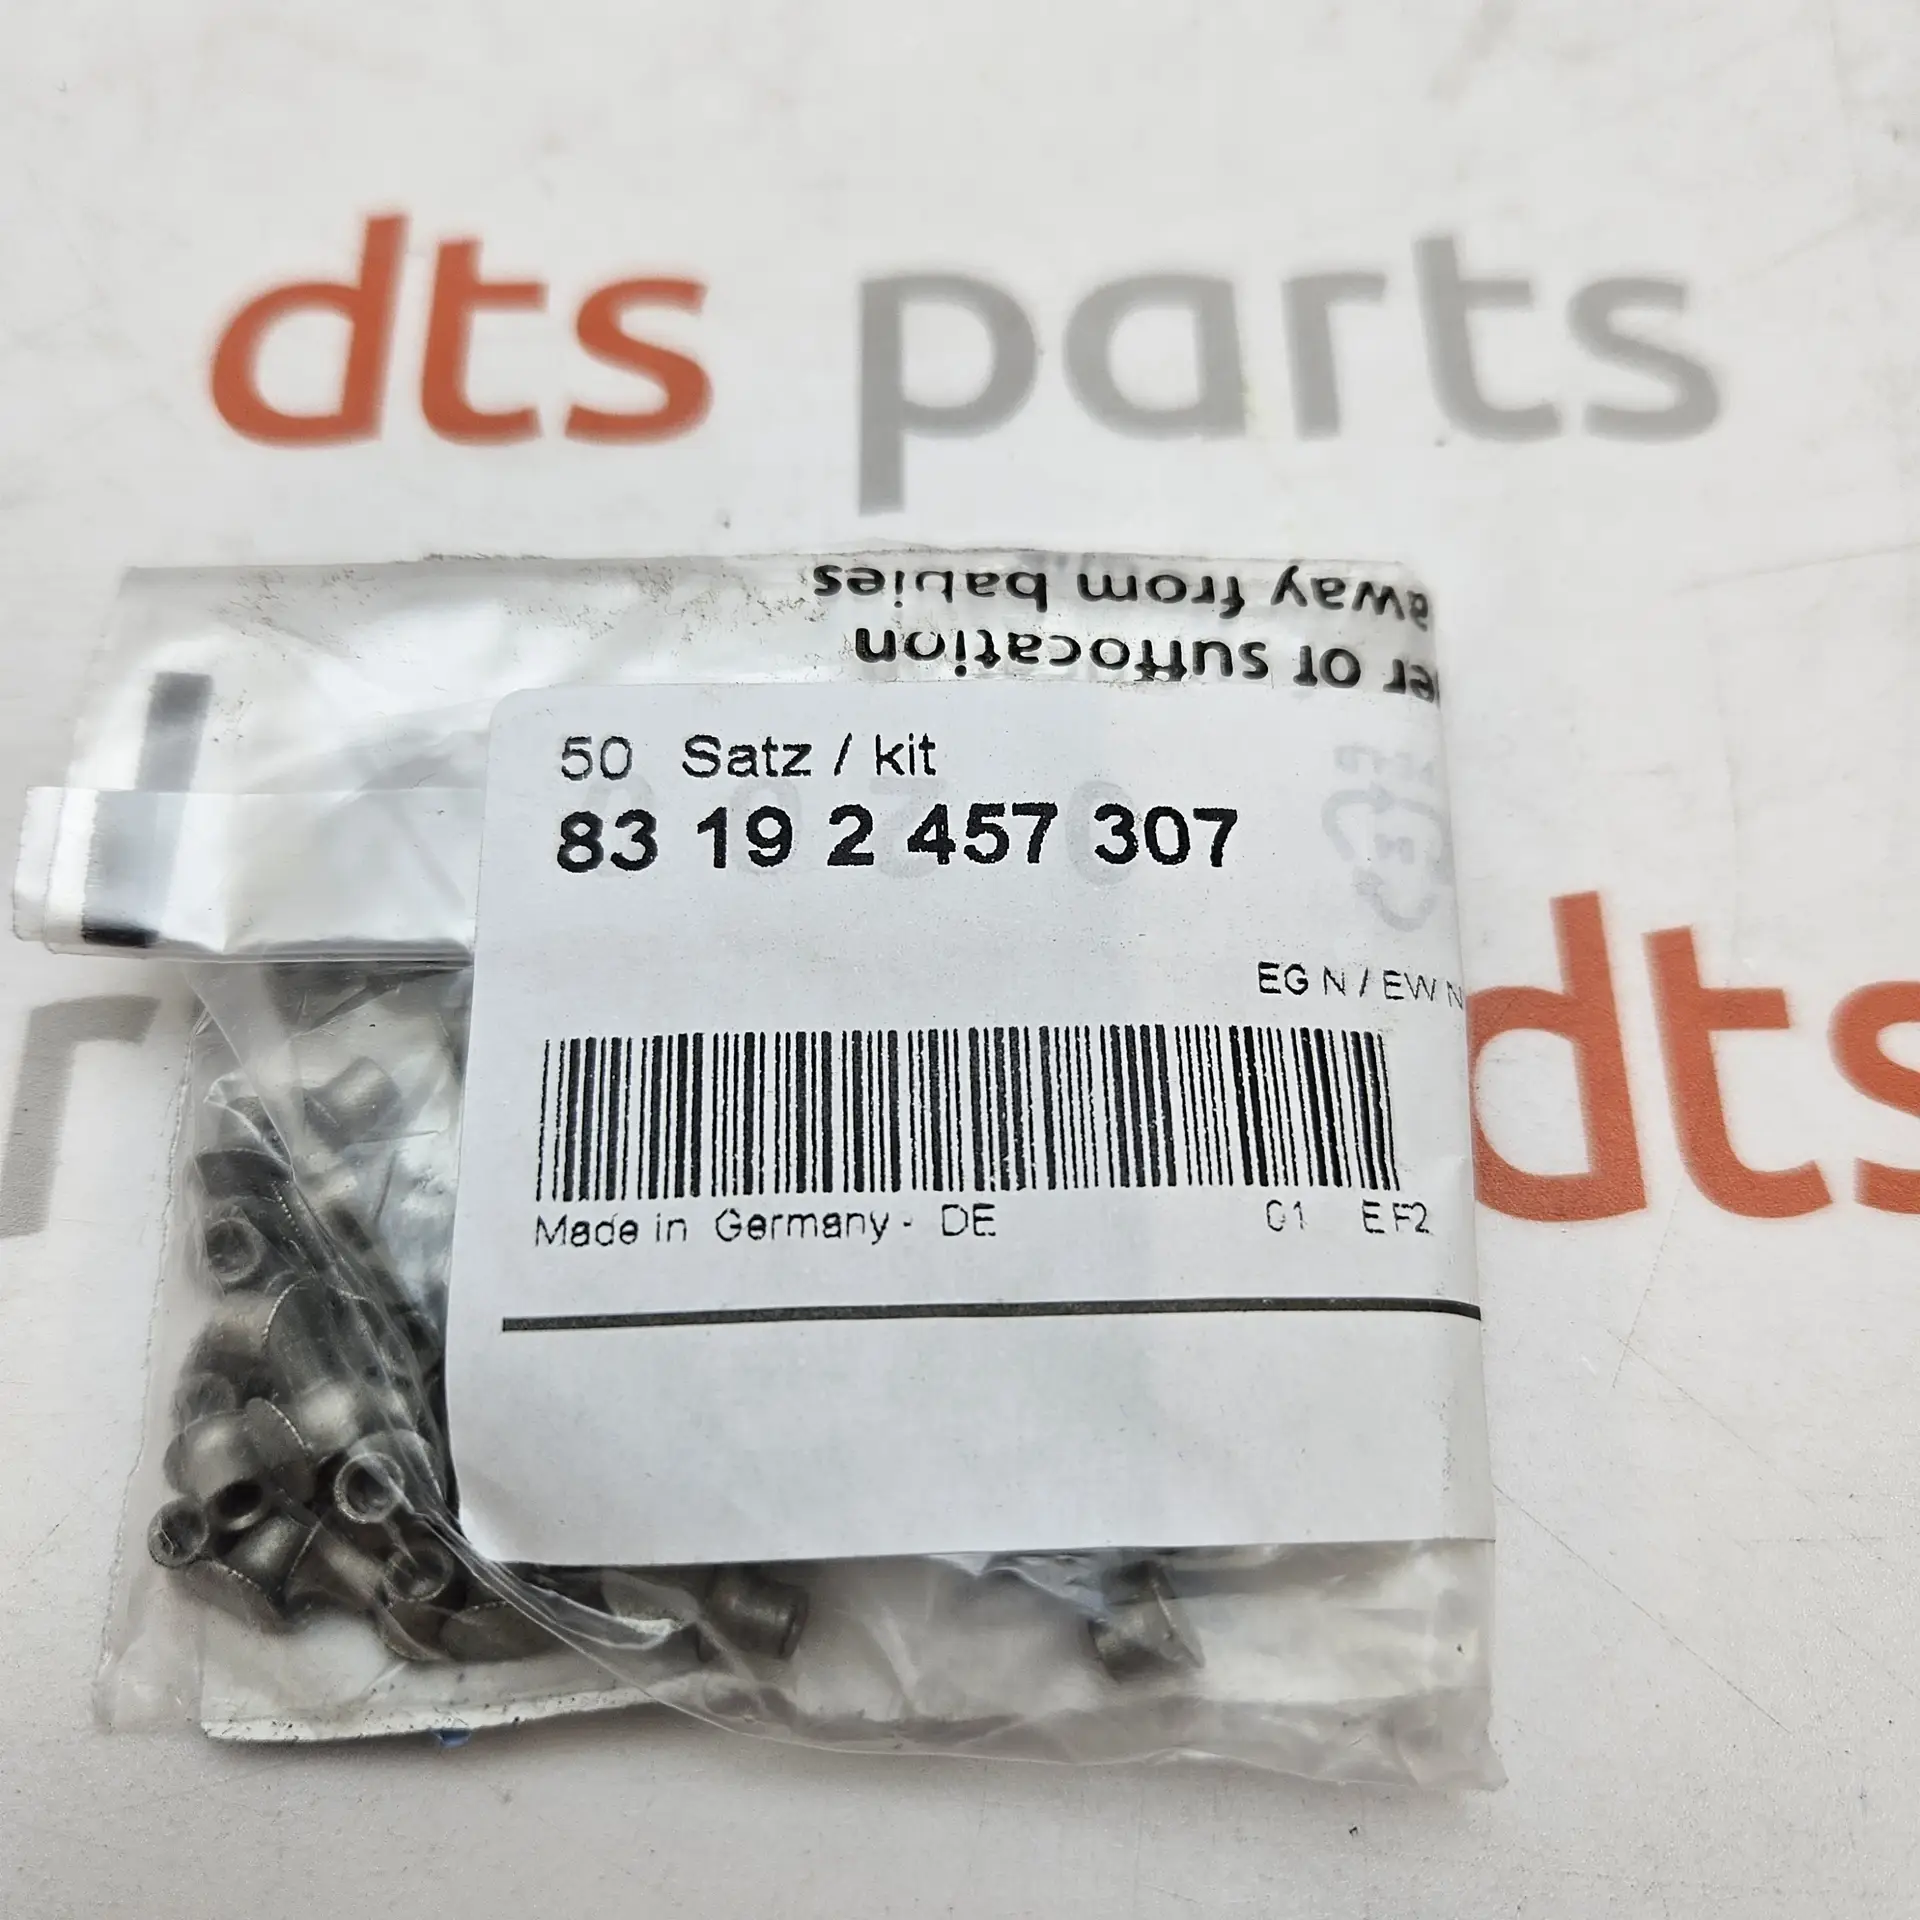 dts parts
away from babies
of suffocation
50 Satz / kit
83 19 2 457 307
EG N / EW N
dts
Made in Germany - DE 01 EF2